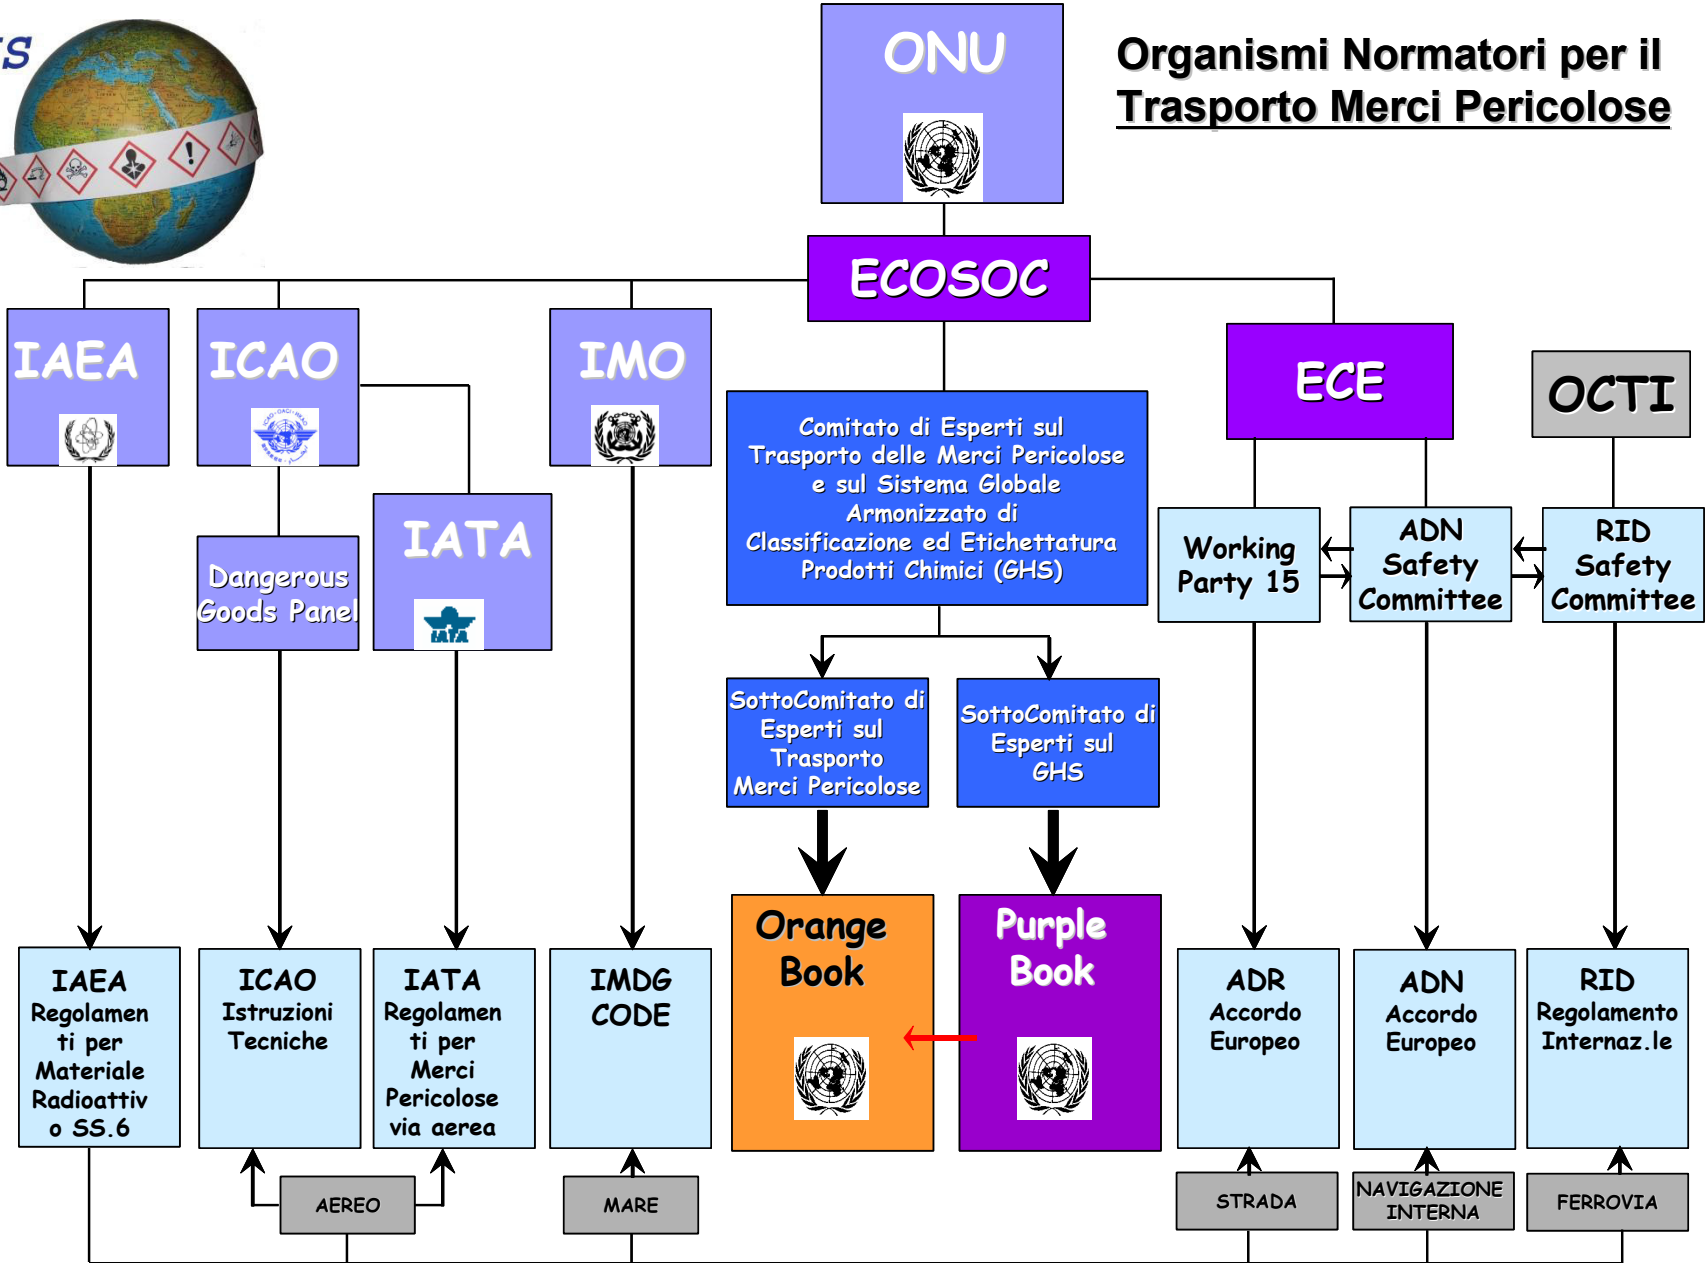 ONU
Organismi Normatori per il
Trasporto Merci Pericolose
ECOSOC
IAEA
ICAO
IMO
ECE
OCTI
Comitato di Esperti sul
Trasporto delle Merci Pericolose
e sul Sistema Globale
Armonizzato di
Classificazione ed Etichettatura
Prodotti Chimici (GHS)
IATA
IATA
Dangerous
Goods Panel
Working
Party 15
ADN
Safety
Committee
RID
Safety
Committee
SottoComitato di
Esperti sul
Trasporto
Merci Pericolose
SottoComitato di
Esperti sul
GHS
Orange
Book
Purple
Book
IAEA
Regolamen
ti per
Materiale
Radioattiv
o SS.6
ICAO
Istruzioni
Tecniche
IATA
Regolamen
ti per
Merci
Pericolose
via aerea
IMDG
CODE
ADR
Accordo
Europeo
ADN
Accordo
Europeo
RID
Regolamento
Internaz.le
AEREO
MARE
STRADA
NAVIGAZIONE
INTERNA
FERROVIA